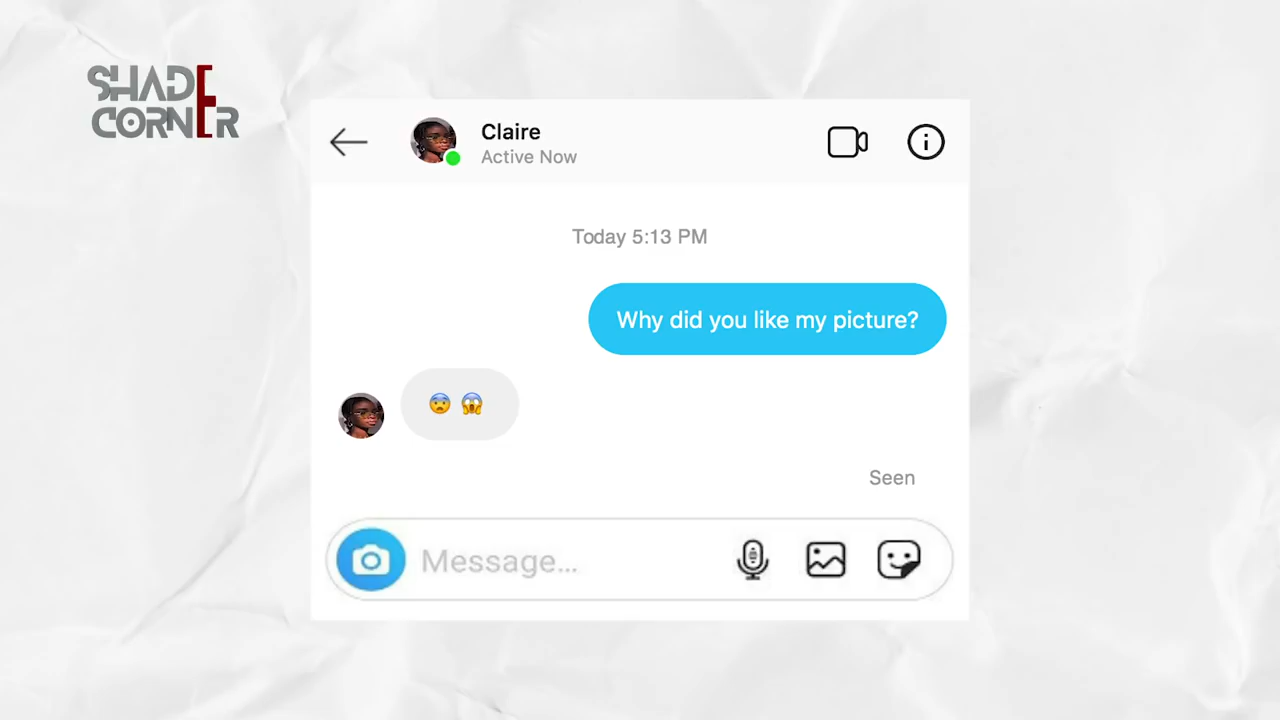 SHADE
CORNER
Claire
Active Now
Today 5:13 PM
Why did you like my picture?
😨 😱
Seen
Message...